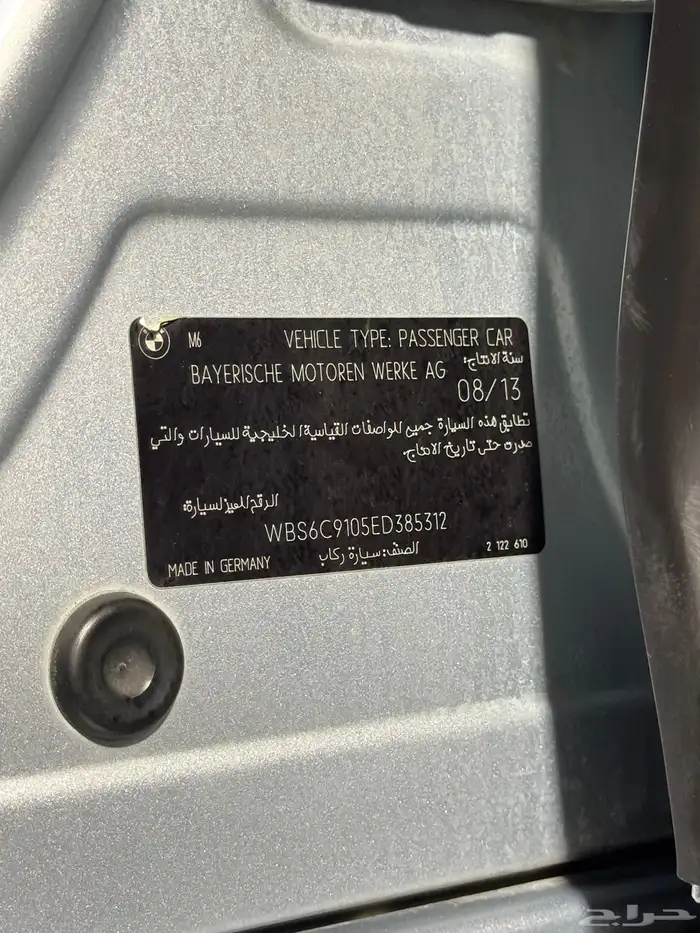 M6 VEHICLE TYPE: PASSENGER CAR
سنة الانتاج:
BAYERISCHE MOTOREN WERKE AG
08/13
تطابق هذه السيارة جميع المواصفات القياسية الخليجية للسيارات والتي
صدرت حتى تاريخ الانتاج.
الرقم المميز للسيارة:
WBS6C9105ED385312
الصنف: سيارة ركاب
MADE IN GERMANY
2 122 610
حراج